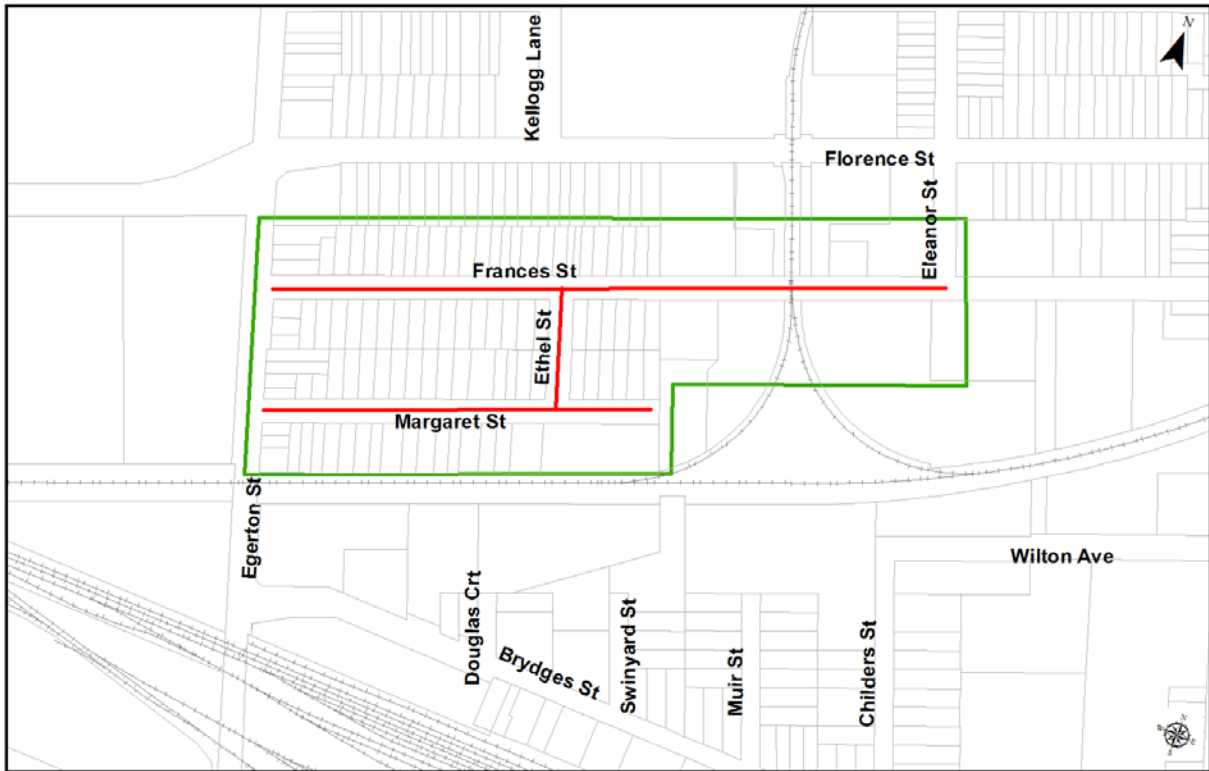 N
Kellogg Lane
Florence St
Eleanor St
Frances St
Ethel St
Margaret St
Egerton St
Wilton Ave
Douglas Crt
Brydges St
Swinyard St
Muir St
Childers St